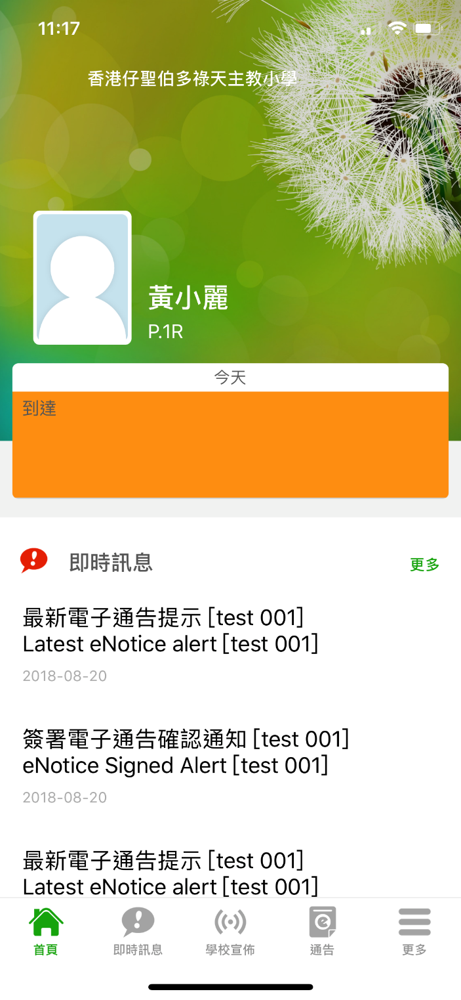 11:17
香港仔聖伯多祿天主教小學
黃小麗
P.1R
今天
到達
即時訊息
更多
最新電子通告提示 [test 001]
Latest eNotice alert [test 001]
2018-08-20
簽署電子通告確認通知 [test 001]
eNotice Signed Alert [test 001]
2018-08-20
最新電子通告提示 [test 001]
Latest eNotice alert [test 001]
首頁
即時訊息
學校宣佈
通告
更多